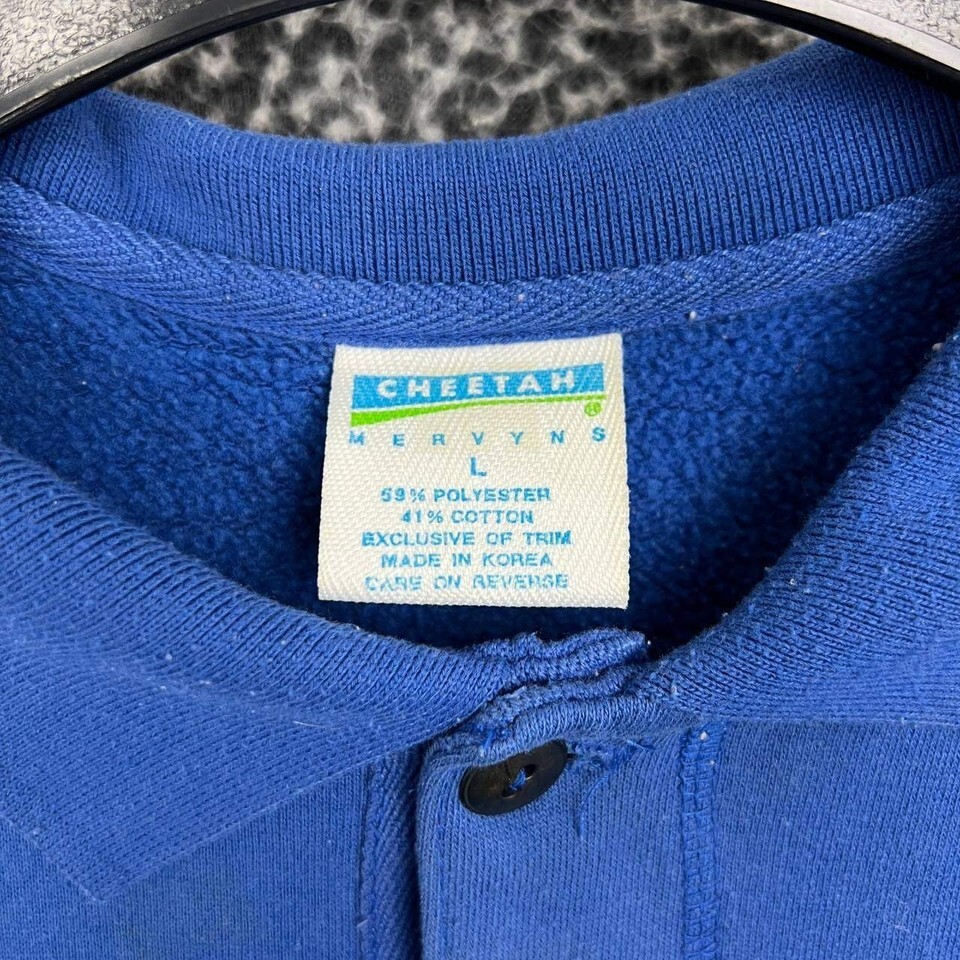 CHEETAH
®
MERVYNS
L
59% POLYESTER
41% COTTON
EXCLUSIVE OF TRIM
MADE IN KOREA
CARE ON REVERSE